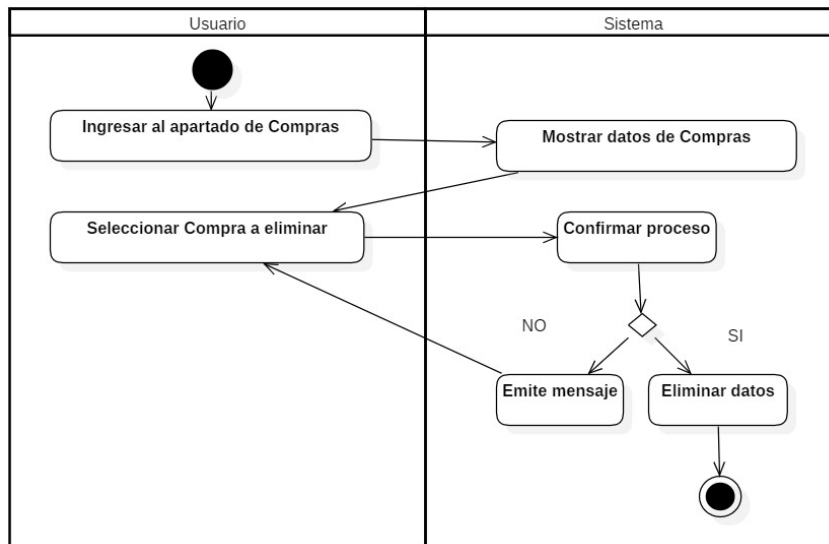 Usuario
Sistema
Ingresar al apartado de Compras
Mostrar datos de Compras
Seleccionar Compra a eliminar
Confirmar proceso
NO
SI
Emite mensaje
Eliminar datos